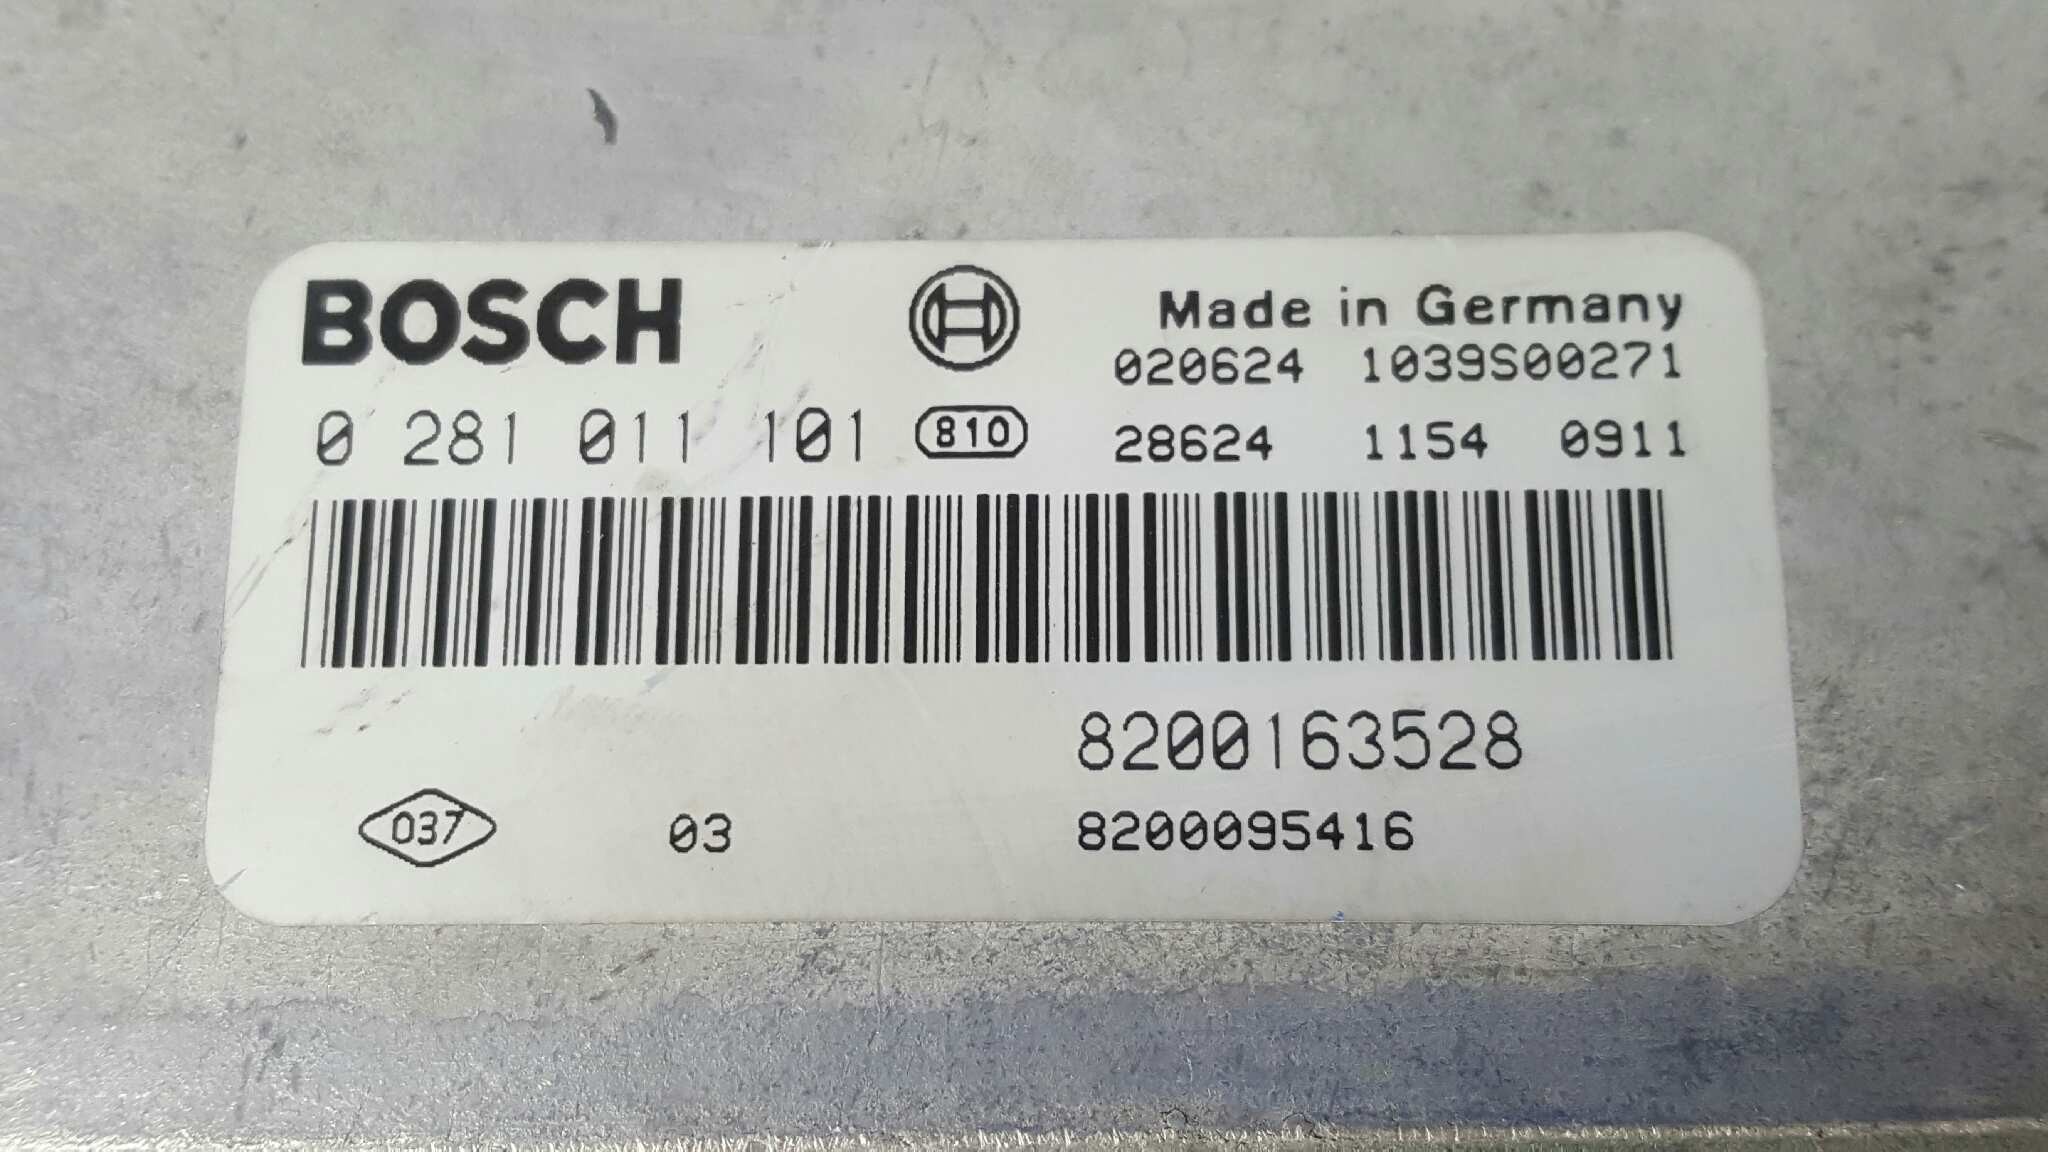 BOSCH
Made in Germany
020624 1039S00271
0 281 011 101 810 28624 1154 0911
8200163528
037 03 8200095416